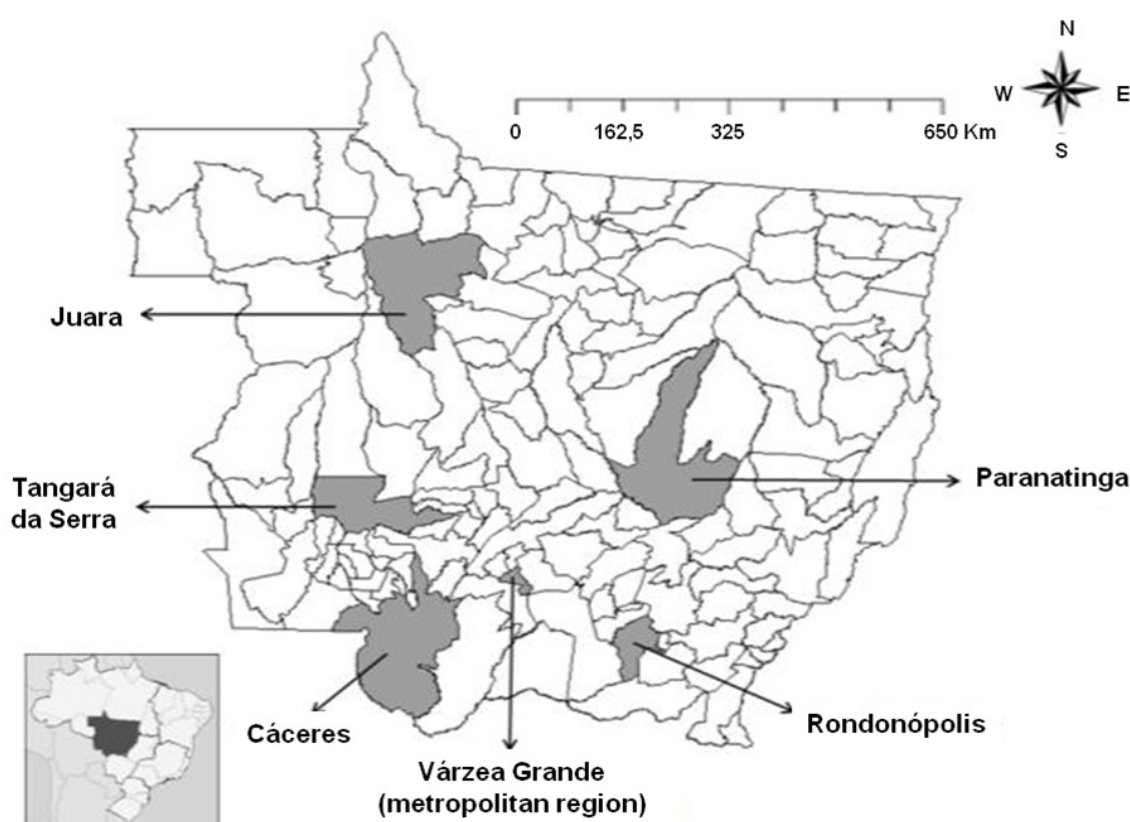 N
W E
S
0 162,5 325 650 Km
Juara
Tangará
da Serra
Paranatinga
Cáceres
Rondonópolis
Várzea Grande
(metropolitan region)